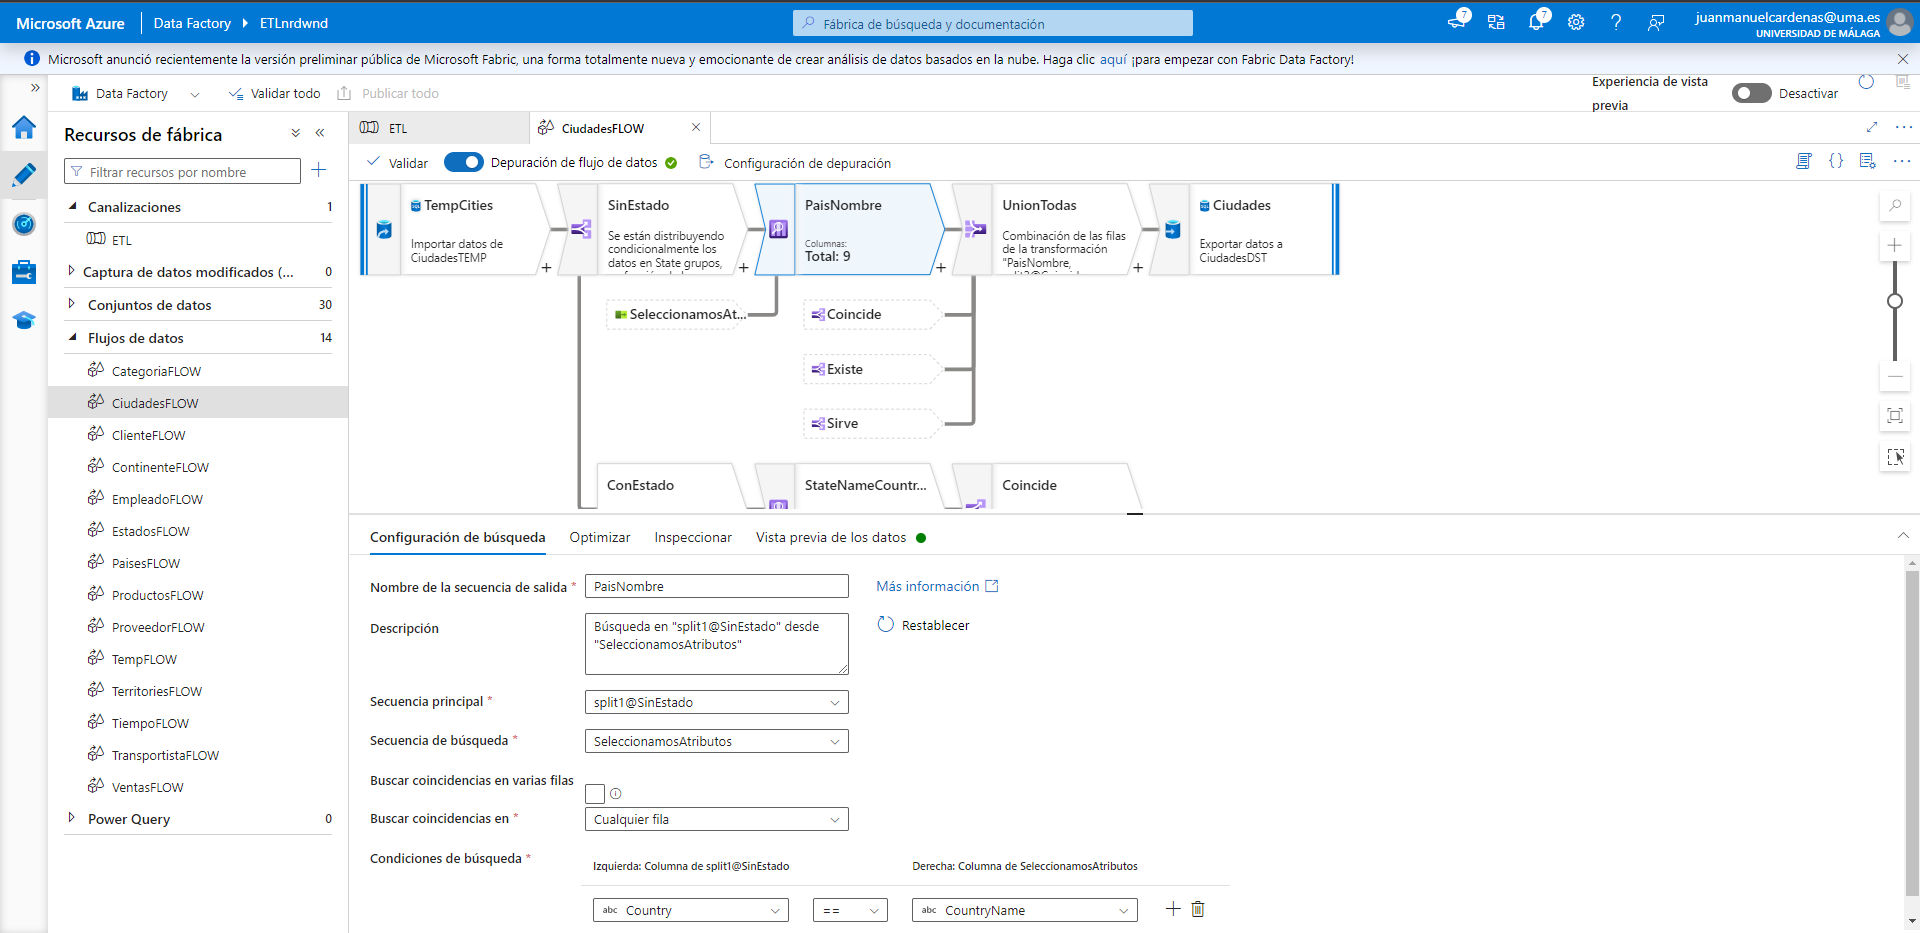 Microsoft Azure
Data Factory
ETLnrdwnd
Fábrica de búsqueda y documentación
7
7
juanmanuelcardenas@uma.es
UNIVERSIDAD DE MÁLAGA
Microsoft anunció recientemente la versión preliminar pública de Microsoft Fabric, una forma totalmente nueva y emocionante de crear análisis de datos basados en la nube. Haga clic aquí ¡para empezar con Fabric Data Factory!
Data Factory
Validar todo
Publicar todo
Experiencia de vista previa
Desactivar
Recursos de fábrica
Filtrar recursos por nombre
Canalizaciones 1
ETL
Captura de datos modificados (... 0
Conjuntos de datos 30
Flujos de datos 14
CategoriaFLOW
CiudadesFLOW
ClienteFLOW
ContinenteFLOW
EmpleadoFLOW
EstadosFLOW
PaisesFLOW
ProductosFLOW
ProveedorFLOW
TempFLOW
TerritoriesFLOW
TiempoFLOW
TransportistaFLOW
VentasFLOW
Power Query 0
ETL
CiudadesFLOW
Validar
Depuración de flujo de datos
Configuración de depuración
TempCities
Importar datos de
CiudadesTEMP
SinEstado
Se están distribuyendo
condicionalmente los
datos en State grupos,
PaisNombre
Columnas:
Total: 9
UnionTodas
Combinación de las filas
de la transformación
"PaisNombre,
Ciudades
Exportar datos a
CiudadesDST
SeleccionamosAt...
Coincide
Existe
Sirve
ConEstado
StateNameCountr...
Coincide
Configuración de búsqueda
Optimizar
Inspeccionar
Vista previa de los datos
Nombre de la secuencia de salida *
PaisNombre
Más información
Descripción
Búsqueda en "split1@SinEstado" desde
"SeleccionamosAtributos"
Restablecer
Secuencia principal *
split1@SinEstado
Secuencia de búsqueda *
SeleccionamosAtributos
Buscar coincidencias en varias filas
Buscar coincidencias en *
Cualquier fila
Condiciones de búsqueda *
Izquierda: Columna de split1@SinEstado
Derecha: Columna de SeleccionamosAtributos
abc Country
==
abc CountryName